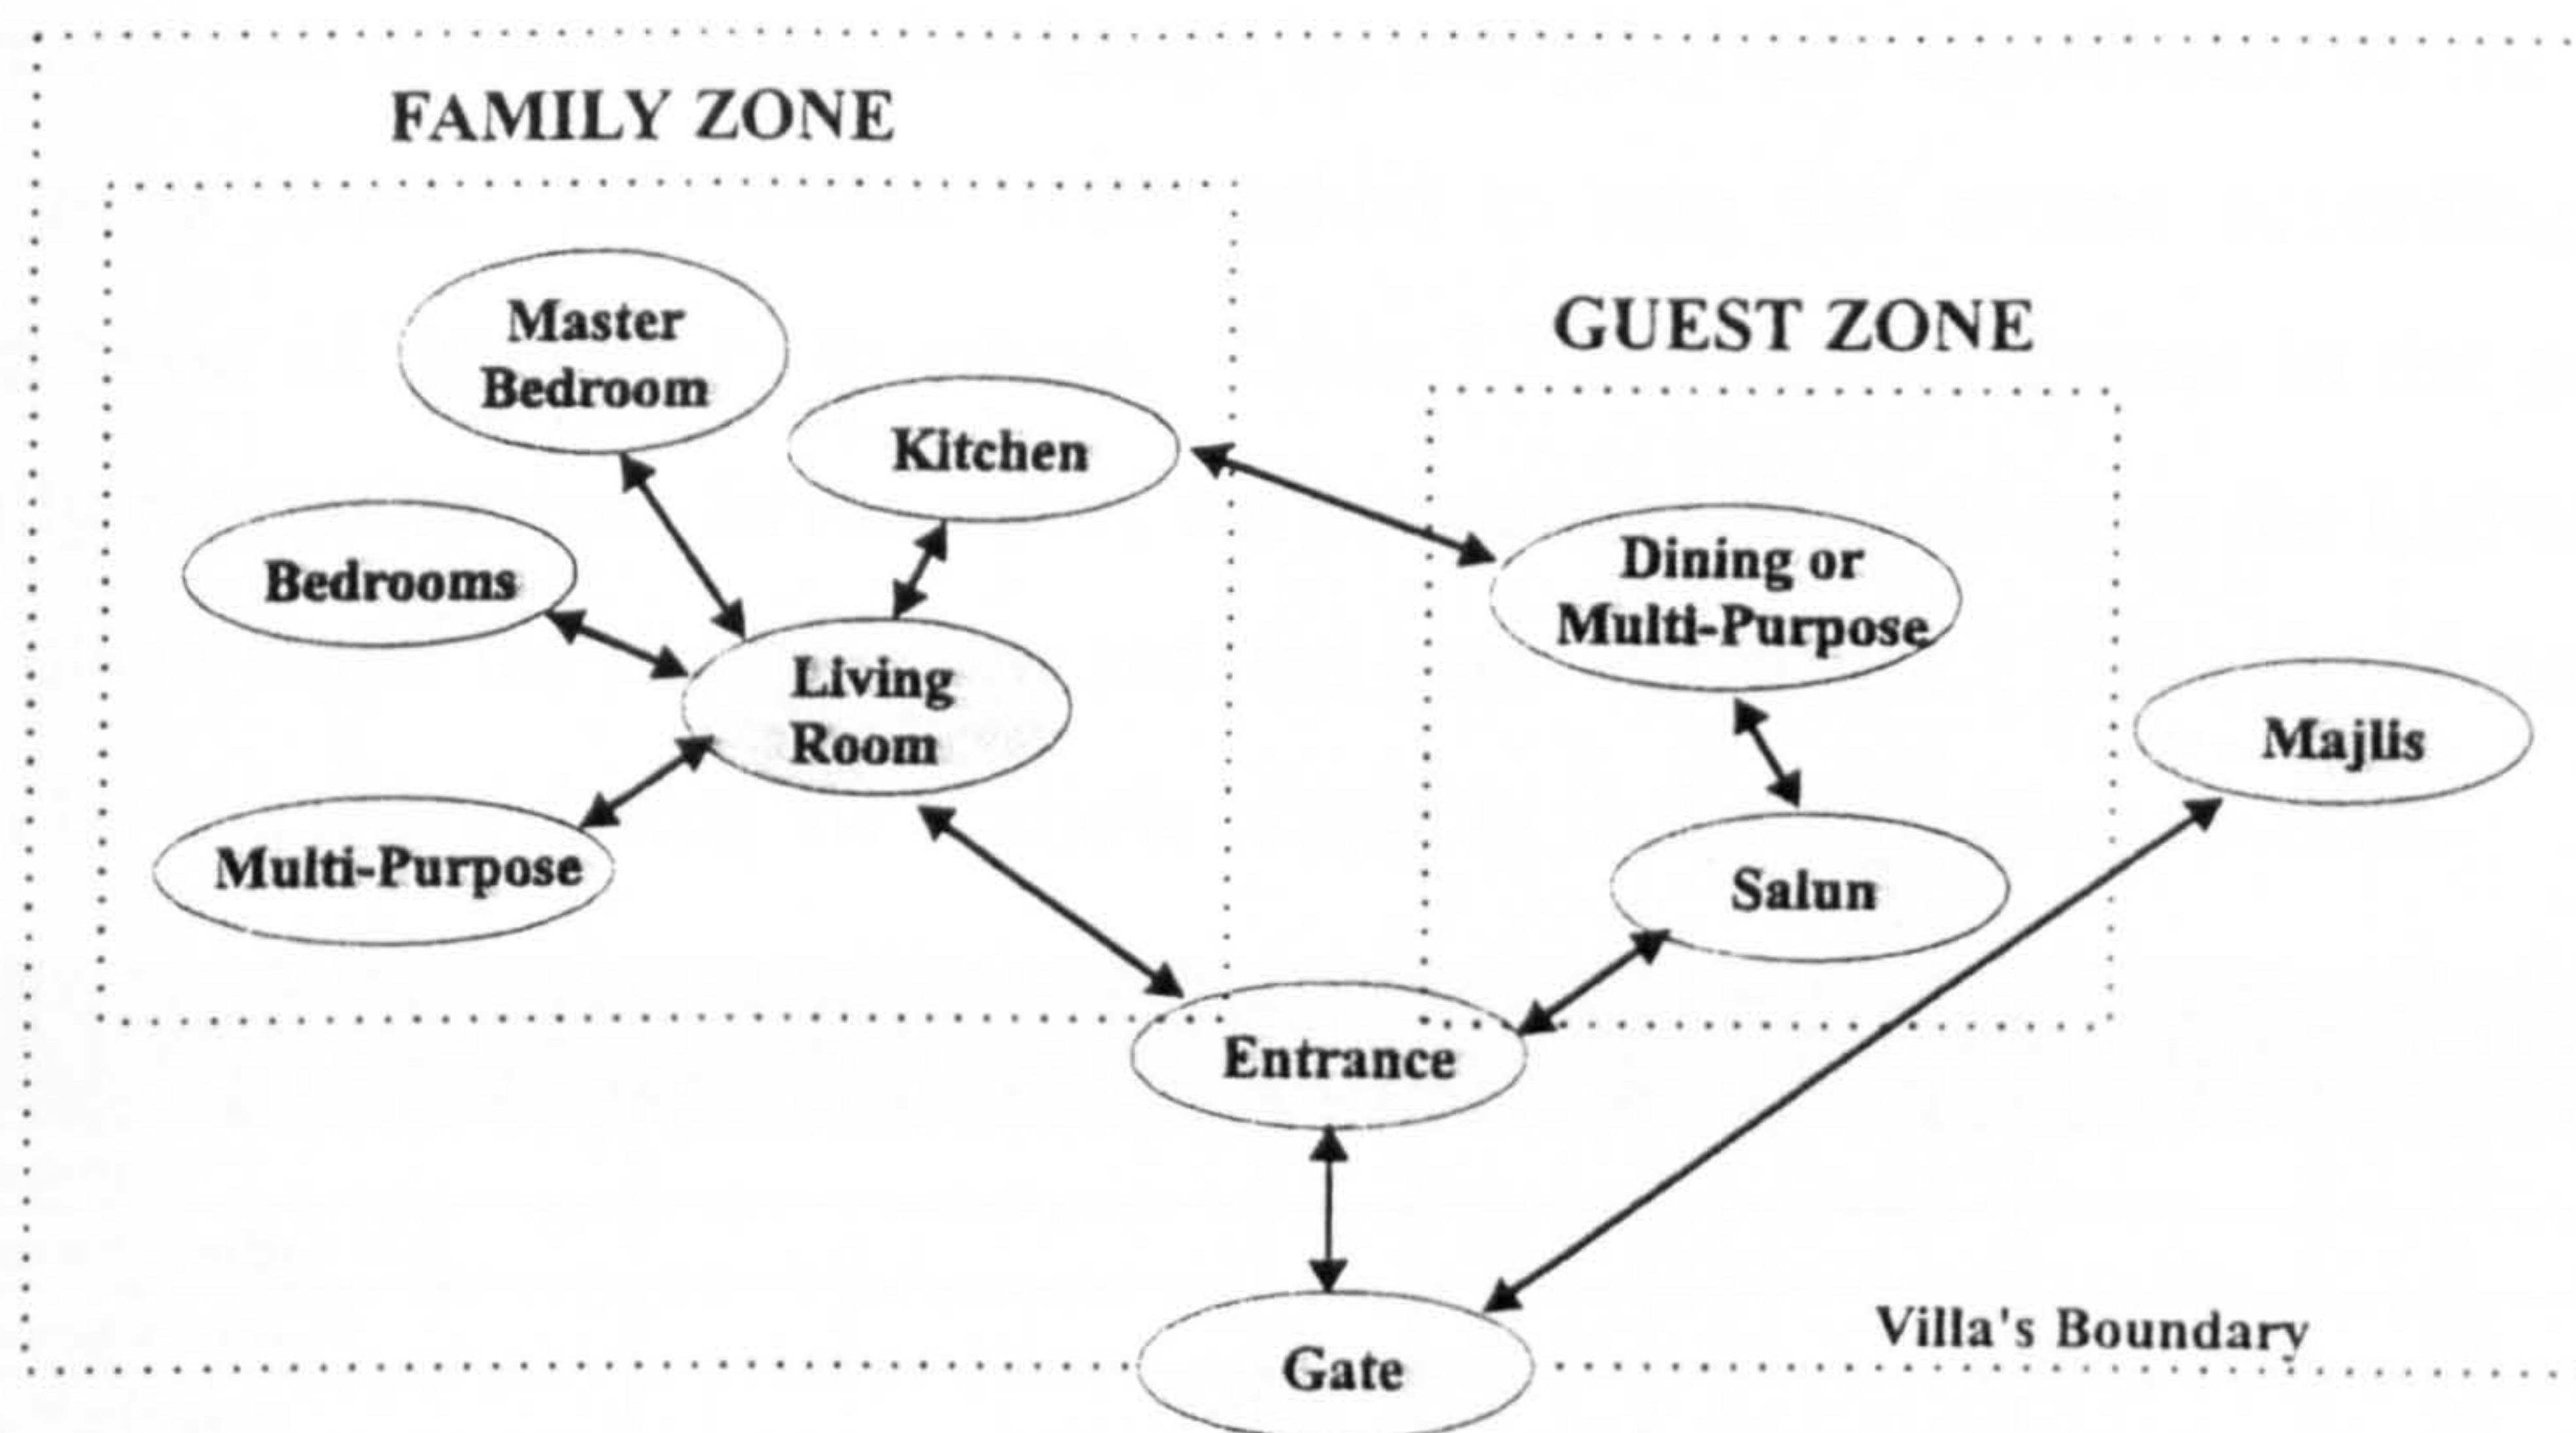 FAMILY ZONE
GUEST ZONE
Master
Bedroom
Kitchen
Bedrooms
Dining or
Multi-Purpose
Living
Room
Majlis
Multi-Purpose
Salun
Entrance
Villa's Boundary
Gate